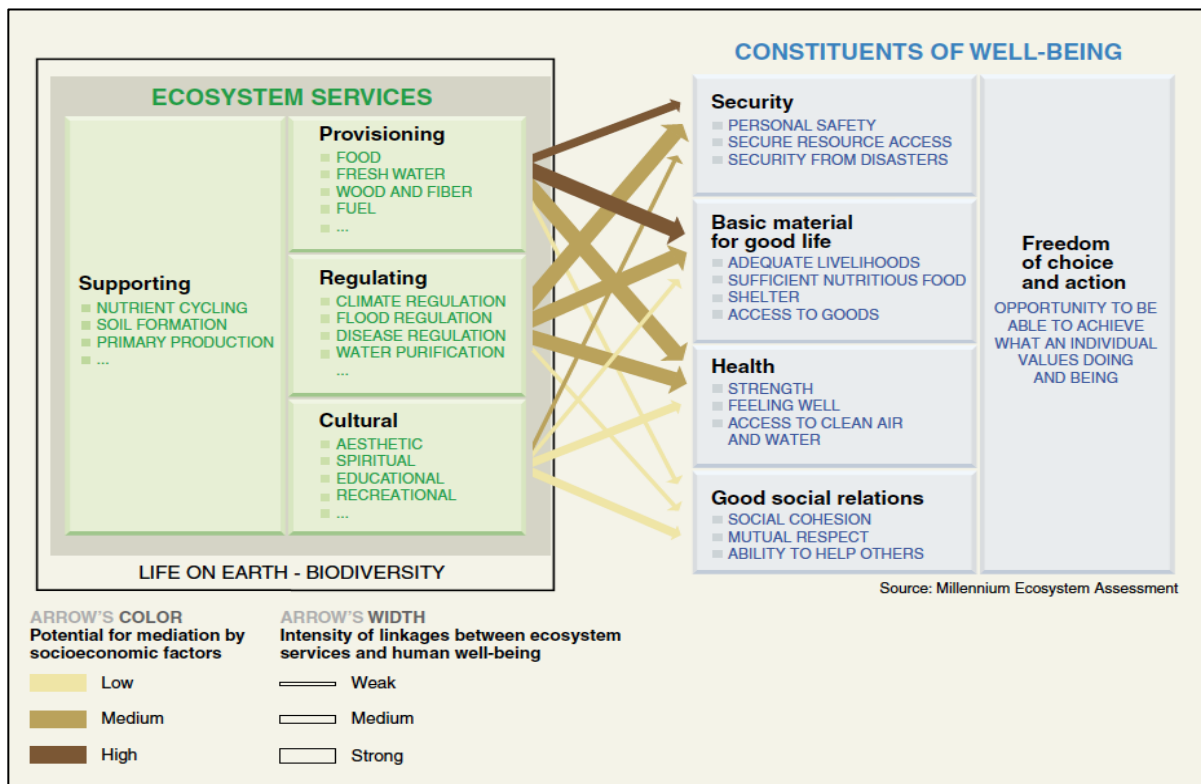 CONSTITUENTS OF WELL-BEING
ECOSYSTEM SERVICES
Supporting
NUTRIENT CYCLING
SOIL FORMATION
PRIMARY PRODUCTION
...
Provisioning
FOOD
FRESH WATER
WOOD AND FIBER
FUEL
...
Regulating
CLIMATE REGULATION
FLOOD REGULATION
DISEASE REGULATION
WATER PURIFICATION
...
Cultural
AESTHETIC
SPIRITUAL
EDUCATIONAL
RECREATIONAL
...
LIFE ON EARTH - BIODIVERSITY
Security
PERSONAL SAFETY
SECURE RESOURCE ACCESS
SECURITY FROM DISASTERS
Basic material
for good life
ADEQUATE LIVELIHOODS
SUFFICIENT NUTRITIOUS FOOD
SHELTER
ACCESS TO GOODS
Health
STRENGTH
FEELING WELL
ACCESS TO CLEAN AIR
AND WATER
Good social relations
SOCIAL COHESION
MUTUAL RESPECT
ABILITY TO HELP OTHERS
Freedom
of choice
and action
OPPORTUNITY TO BE
ABLE TO ACHIEVE
WHAT AN INDIVIDUAL
VALUES DOING
AND BEING
Source: Millennium Ecosystem Assessment
ARROW'S COLOR
Potential for mediation by
socioeconomic factors
Low
Medium
High
ARROW'S WIDTH
Intensity of linkages between ecosystem
services and human well-being
Weak
Medium
Strong